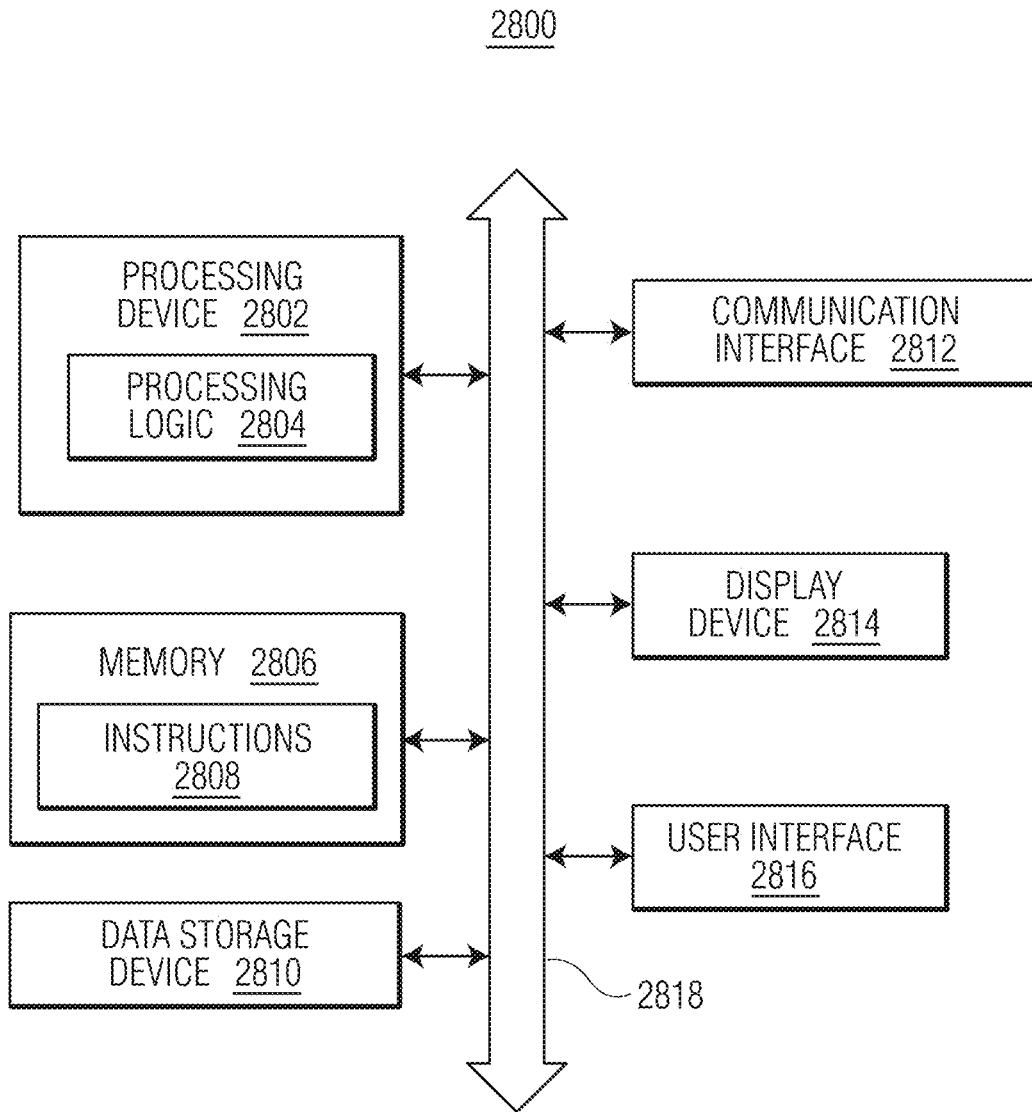 2800
PROCESSING
DEVICE 2802
PROCESSING
LOGIC 2804
MEMORY 2806
INSTRUCTIONS
2808
DATA STORAGE
DEVICE 2810
COMMUNICATION
INTERFACE 2812
DISPLAY
DEVICE 2814
USER INTERFACE
2816
2818